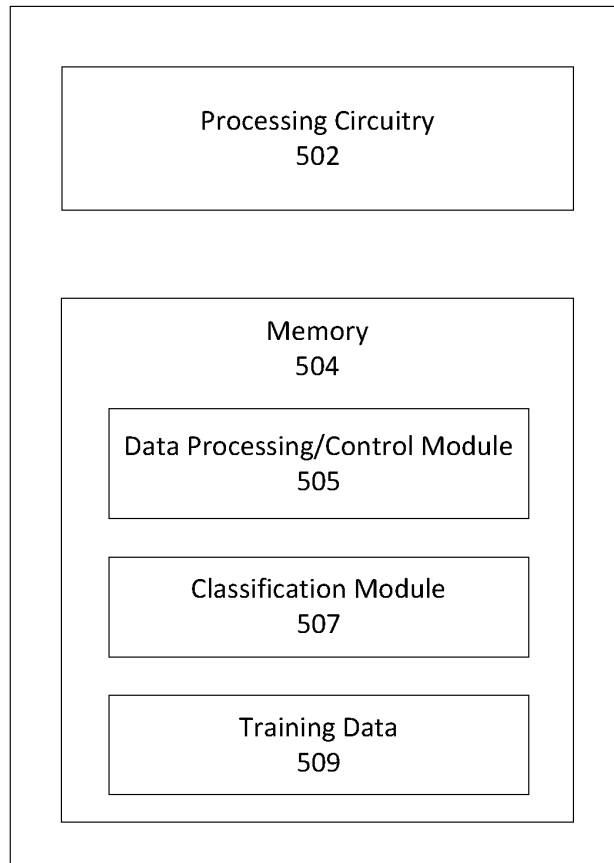 Processing Circuitry
502
Memory
504
Data Processing/Control Module
505
Classification Module
507
Training Data
509